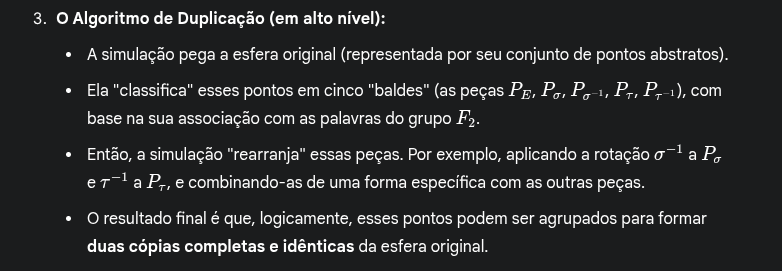 3. O Algoritmo de Duplicação (em alto nível):
• A simulação pega a esfera original (representada por seu conjunto de pontos abstratos).
• Ela "classifica" esses pontos em cinco "baldes" (as peças $P_E$, $P_\sigma$, $P_{\sigma^{-1}}$, $P_\tau$, $P_{\tau^{-1}}$), com
base na sua associação com as palavras do grupo $F_2$.
• Então, a simulação "rearranja" essas peças. Por exemplo, aplicando a rotação $\sigma^{-1}$ a $P_\sigma$
e $\tau^{-1}$ a $P_\tau$, e combinando-as de uma forma específica com as outras peças.
• O resultado final é que, logicamente, esses pontos podem ser agrupados para formar
duas cópias completas e idênticas da esfera original.